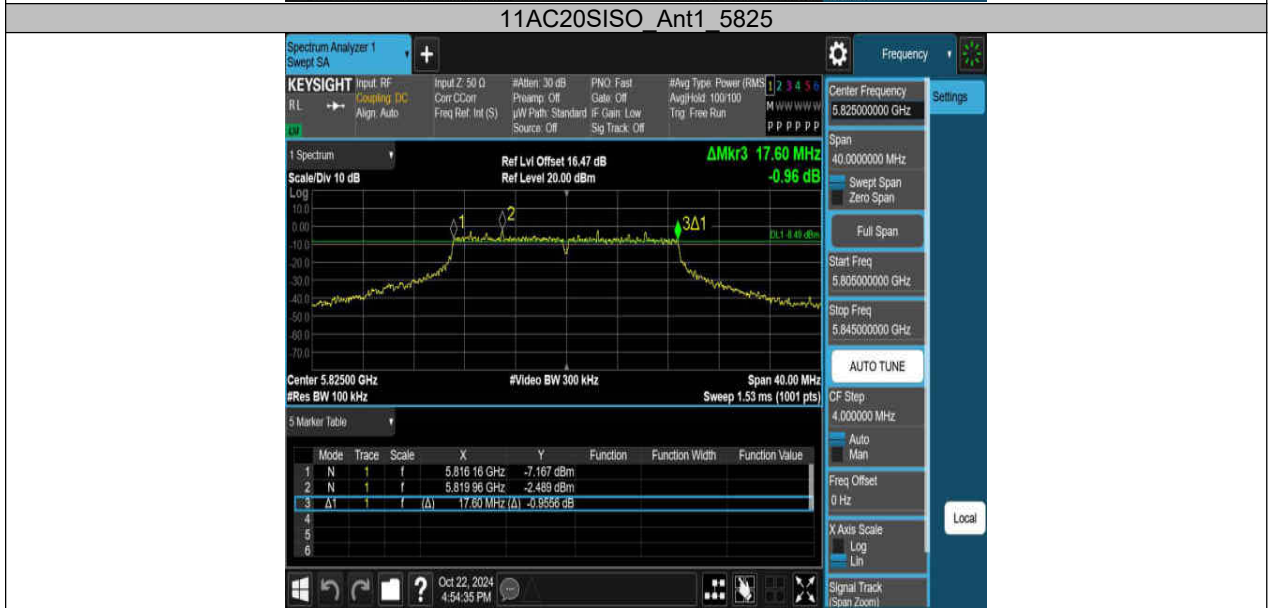 11AC20SISO_Ant1_5825
Spectrum Analyzer 1
Swept SA
+
Frequency
KEYSIGHT
RL
Input: RF
Coupling: DC
Align: Auto
Input Z: 50 Ω
Corr CCorr
Freq Ref: Int (S)
#Atten: 30 dB
Preamp: Off
µW Path: Standard
Source: Off
PNO: Fast
Gate: Off
IF Gain: Low
Sig Track: Off
#Avg Type: Power (RMS
Avg|Hold: 100/100
Trig: Free Run
1 2 3 4 5 6
M W W W W W
P P P P P P
Center Frequency
5.825000000 GHz
Settings
Span
40.0000000 MHz
Swept Span
Zero Span
Full Span
Start Freq
5.805000000 GHz
Stop Freq
5.845000000 GHz
AUTO TUNE
CF Step
4.000000 MHz
Auto
Man
Freq Offset
0 Hz
X Axis Scale
Log
Lin
Signal Track
(Span Zoom)
Local
1 Spectrum
Scale/Div 10 dB
Ref Lvl Offset 16.47 dB
Ref Level 20.00 dBm
ΔMkr3 17.60 MHz
-0.96 dB
Log
10.0
0.00
-10.0
-20.0
-30.0
-40.0
-50.0
-60.0
-70.0
1
2
3Δ1
DL1 -8.49 dBm
Center 5.82500 GHz
#Video BW 300 kHz
Span 40.00 MHz
#Res BW 100 kHz
Sweep 1.53 ms (1001 pts)
5 Marker Table
Mode Trace Scale X Y Function Function Width Function Value
1 N 1 f 5.816 16 GHz -7.167 dBm
2 N 1 f 5.819 96 GHz -2.489 dBm
3 Δ1 1 f (Δ) 17.60 MHz (Δ) -0.9556 dB
4
5
6
?
Oct 22, 2024
4:54:35 PM